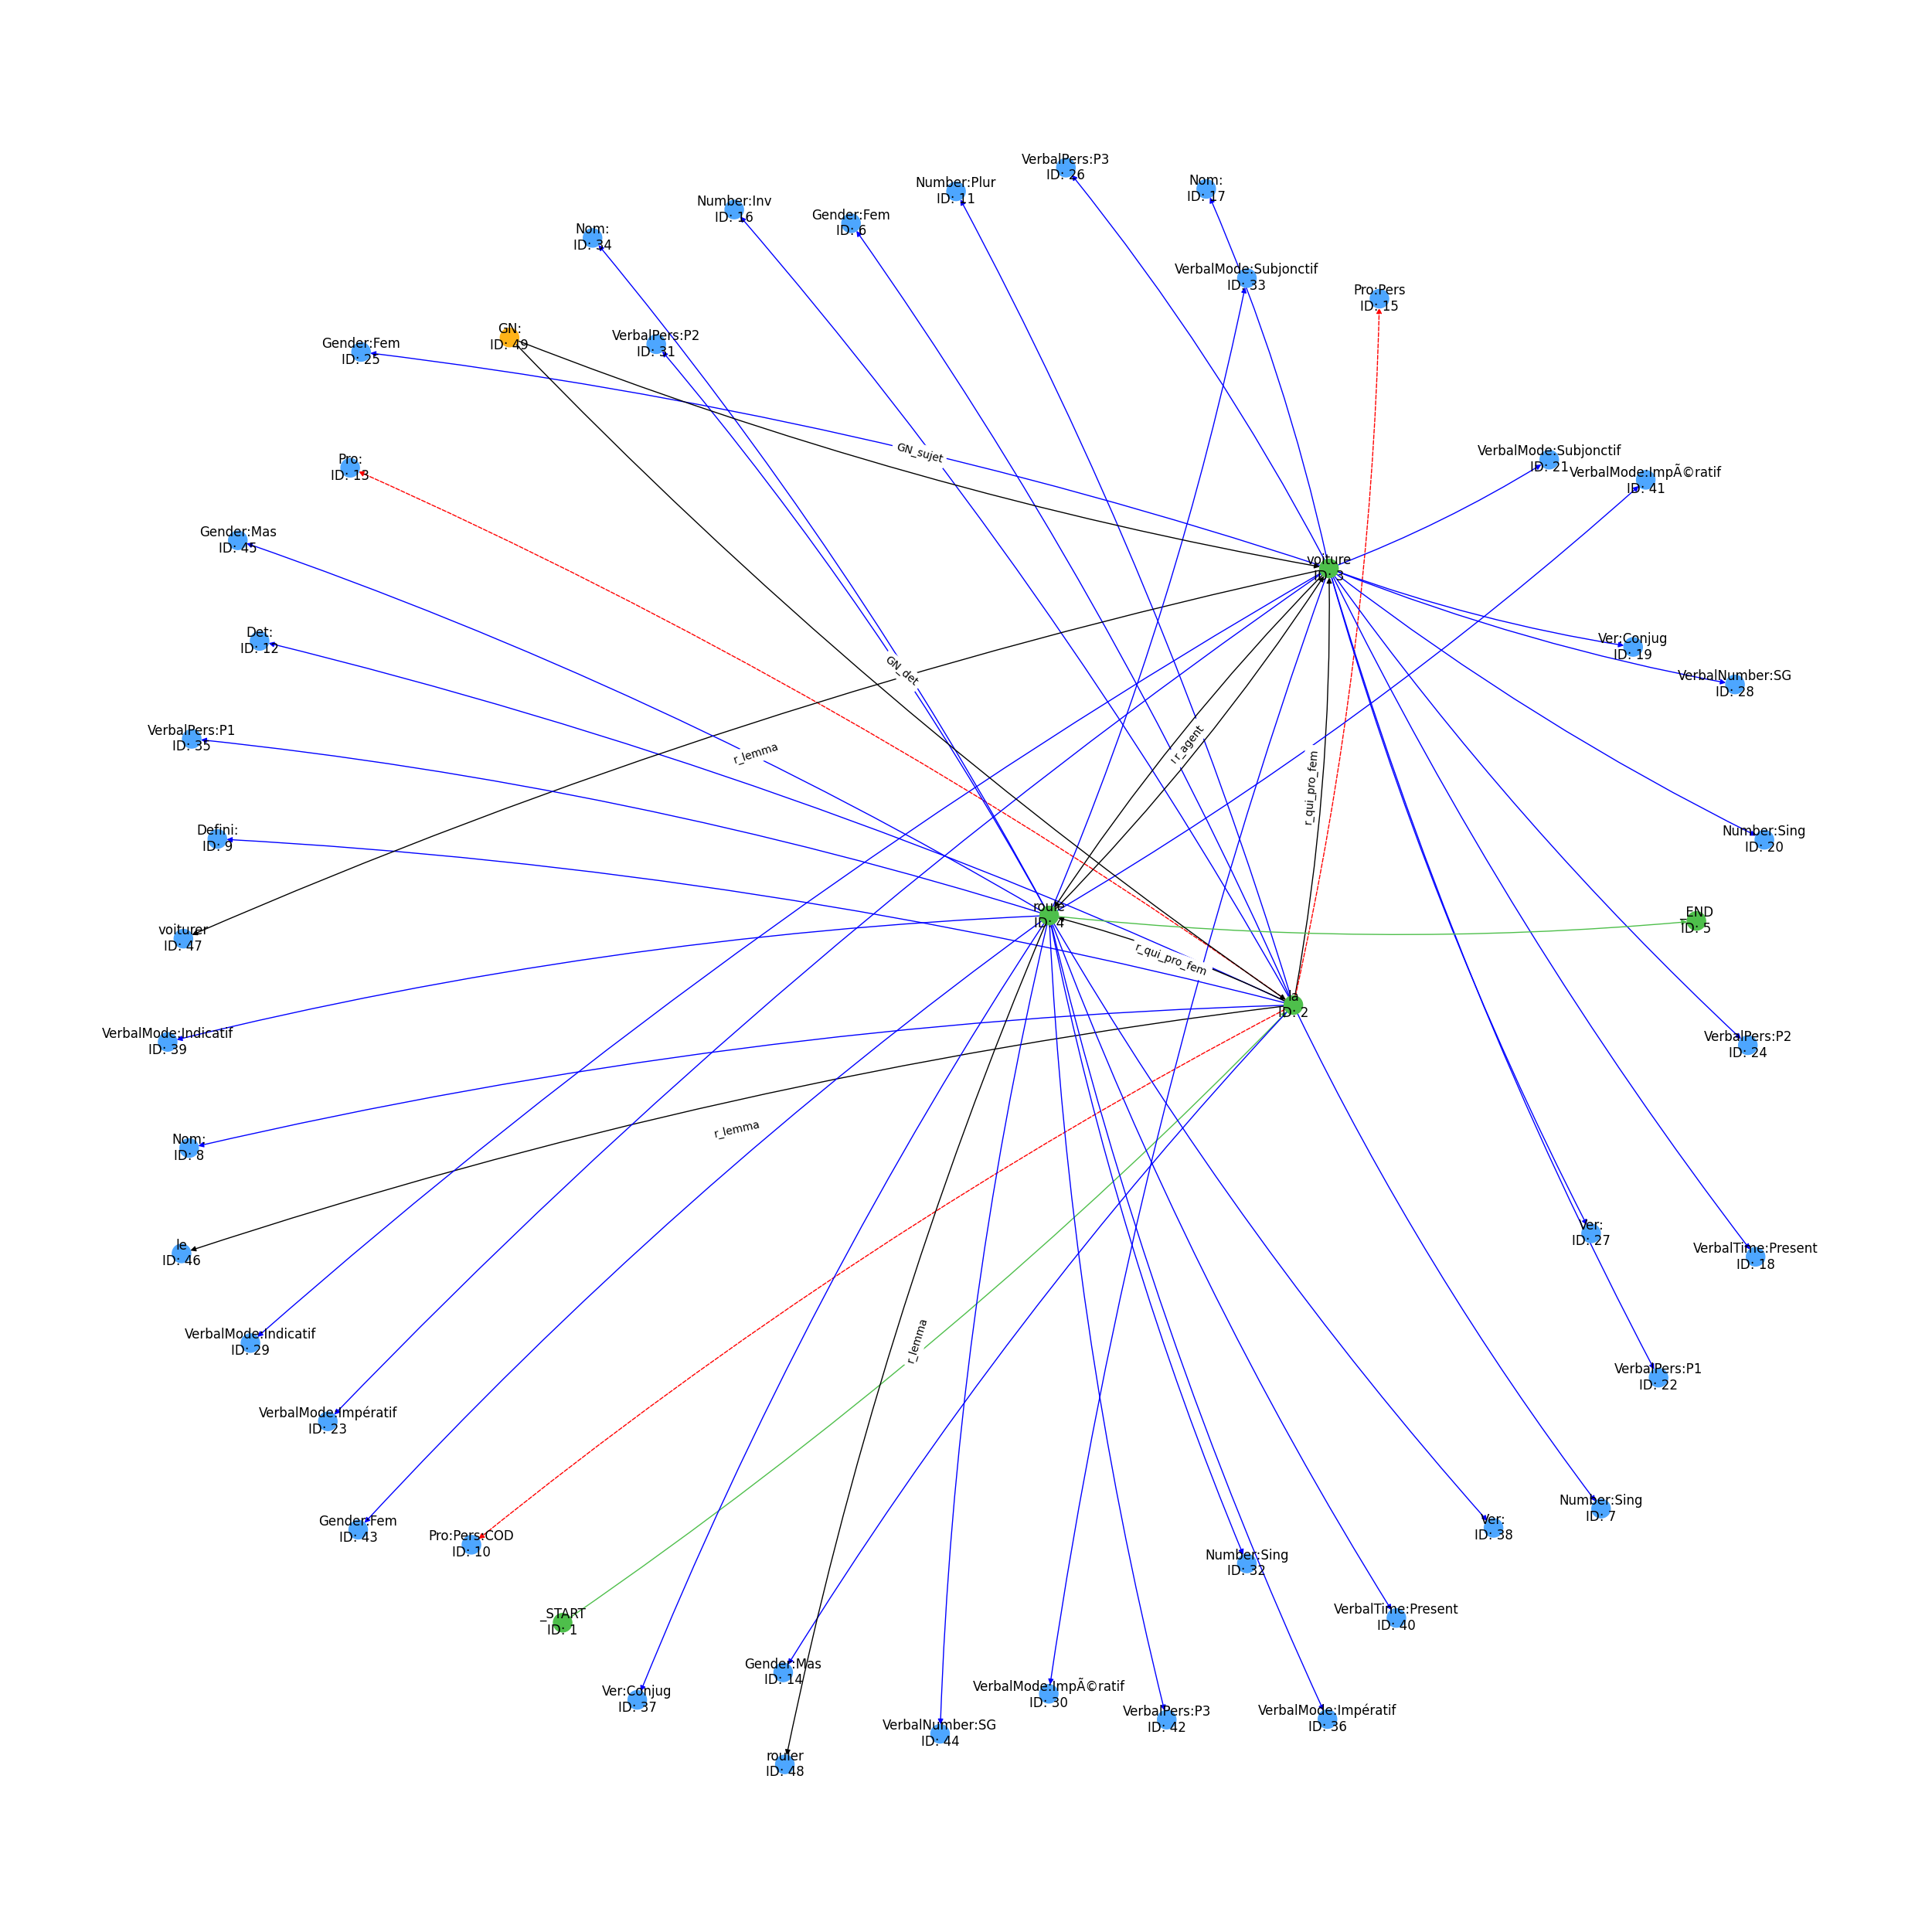 VerbalPers:P3
ID: 26
Nom:
ID: 17
Number:Plur
ID: 11
Number:Inv
ID: 16
Gender:Fem
ID: 6
Nom:
ID: 34
VerbalMode:Subjonctif
ID: 33
Pro:Pers
ID: 15
GN:
ID: 49
VerbalPers:P2
ID: 31
Gender:Fem
ID: 25
GN_sujet
VerbalMode:Subjonctif
ID: 21
Pro:
ID: 13
VerbalMode:ImpÃ©ratif
ID: 41
Gender:Mas
ID: 45
voiture
ID: 3
Det:
ID: 12
Ver:Conjug
ID: 19
GN_det
VerbalNumber:SG
ID: 28
VerbalPers:P1
ID: 35
r_lemma
r_agent
r_qui_pro_fem
Defini:
ID: 9
Number:Sing
ID: 20
roule
ID: 4
_END
ID: 5
voiturer
ID: 47
r_qui_pro_fem
la
ID: 2
VerbalMode:Indicatif
ID: 39
VerbalPers:P2
ID: 24
Nom:
ID: 8
r_lemma
Ver:
ID: 27
le
ID: 46
VerbalTime:Present
ID: 18
VerbalMode:Indicatif
ID: 29
r_lemma
VerbalPers:P1
ID: 22
VerbalMode:Impératif
ID: 23
Number:Sing
ID: 7
Gender:Fem
ID: 43
Ver:
ID: 38
Pro:Pers:COD
ID: 10
Number:Sing
ID: 32
_START
ID: 1
VerbalTime:Present
ID: 40
Gender:Mas
ID: 14
VerbalMode:ImpÃ©ratif
ID: 30
Ver:Conjug
ID: 37
VerbalPers:P3
ID: 42
VerbalMode:Impératif
ID: 36
VerbalNumber:SG
ID: 44
rouler
ID: 48